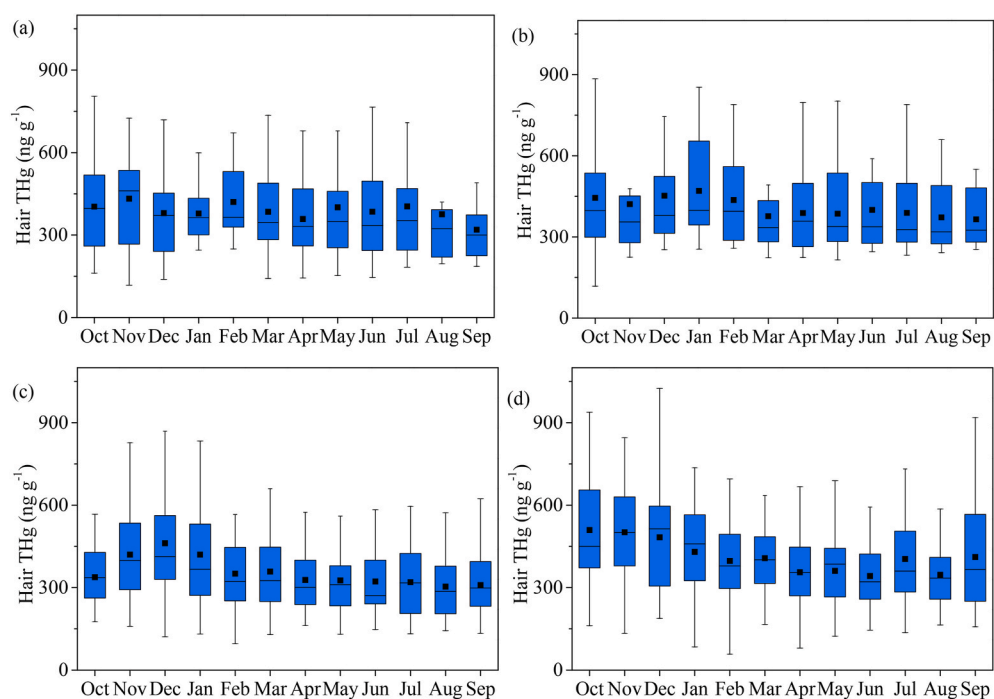 (a)
Hair THg (ng g⁻¹)
900
600
300
0
Oct Nov Dec Jan Feb Mar Apr May Jun Jul Aug Sep
(b)
Hair THg (ng g⁻¹)
900
600
300
0
Oct Nov Dec Jan Feb Mar Apr May Jun Jul Aug Sep
(c)
Hair THg (ng g⁻¹)
900
600
300
0
Oct Nov Dec Jan Feb Mar Apr May Jun Jul Aug Sep
(d)
Hair THg (ng g⁻¹)
900
600
300
0
Oct Nov Dec Jan Feb Mar Apr May Jun Jul Aug Sep